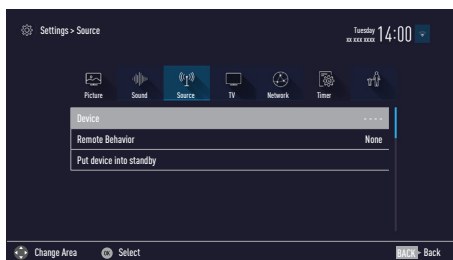 Settings > Source
Tuesday
xx xxx xxxx
14:00
Picture Sound Source TV Network Timer
Device - - - -
Remote Behavior None
Put device into standby
Change Area OK Select BACK Back